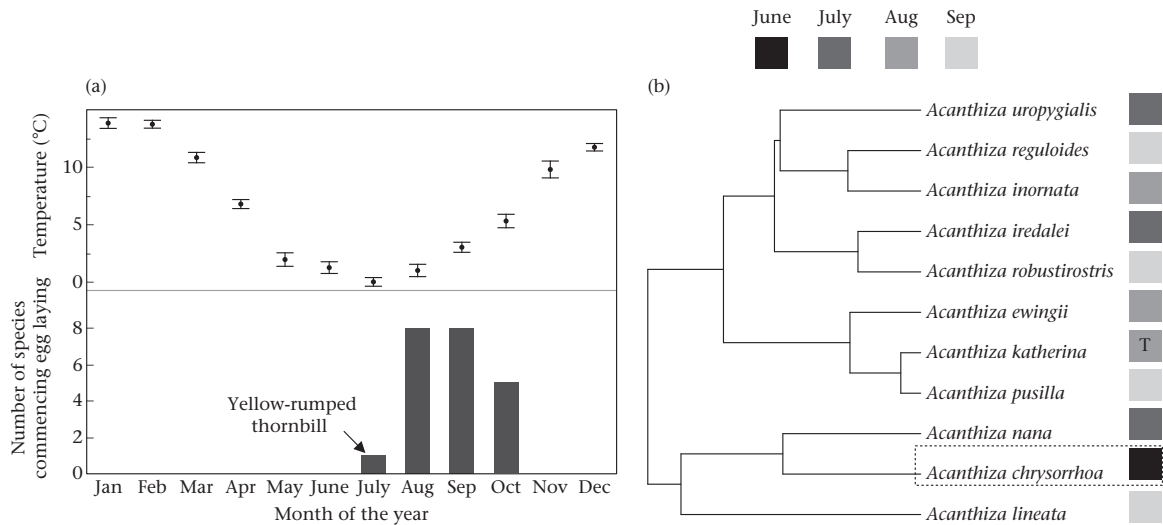 June July Aug Sep
(a)
(b)
Temperature (°C)
10
5
0
Number of species
commencing egg laying
8
6
4
2
0
Yellow-rumped
thornbill
Jan Feb Mar Apr May June July Aug Sep Oct Nov Dec
Month of the year
Acanthiza uropygialis
Acanthiza reguloides
Acanthiza inornata
Acanthiza iredalei
Acanthiza robustirostris
Acanthiza ewingii
Acanthiza katherina T
Acanthiza pusilla
Acanthiza nana
Acanthiza chrysorrhoa
Acanthiza lineata